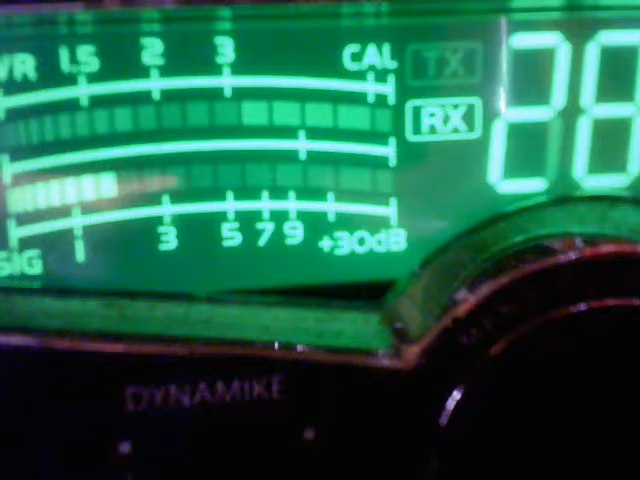 WR 1.5 2 3 CAL
TX
RX
28
SIG 1 3 5 7 9 +30dB
DYNAMIKE